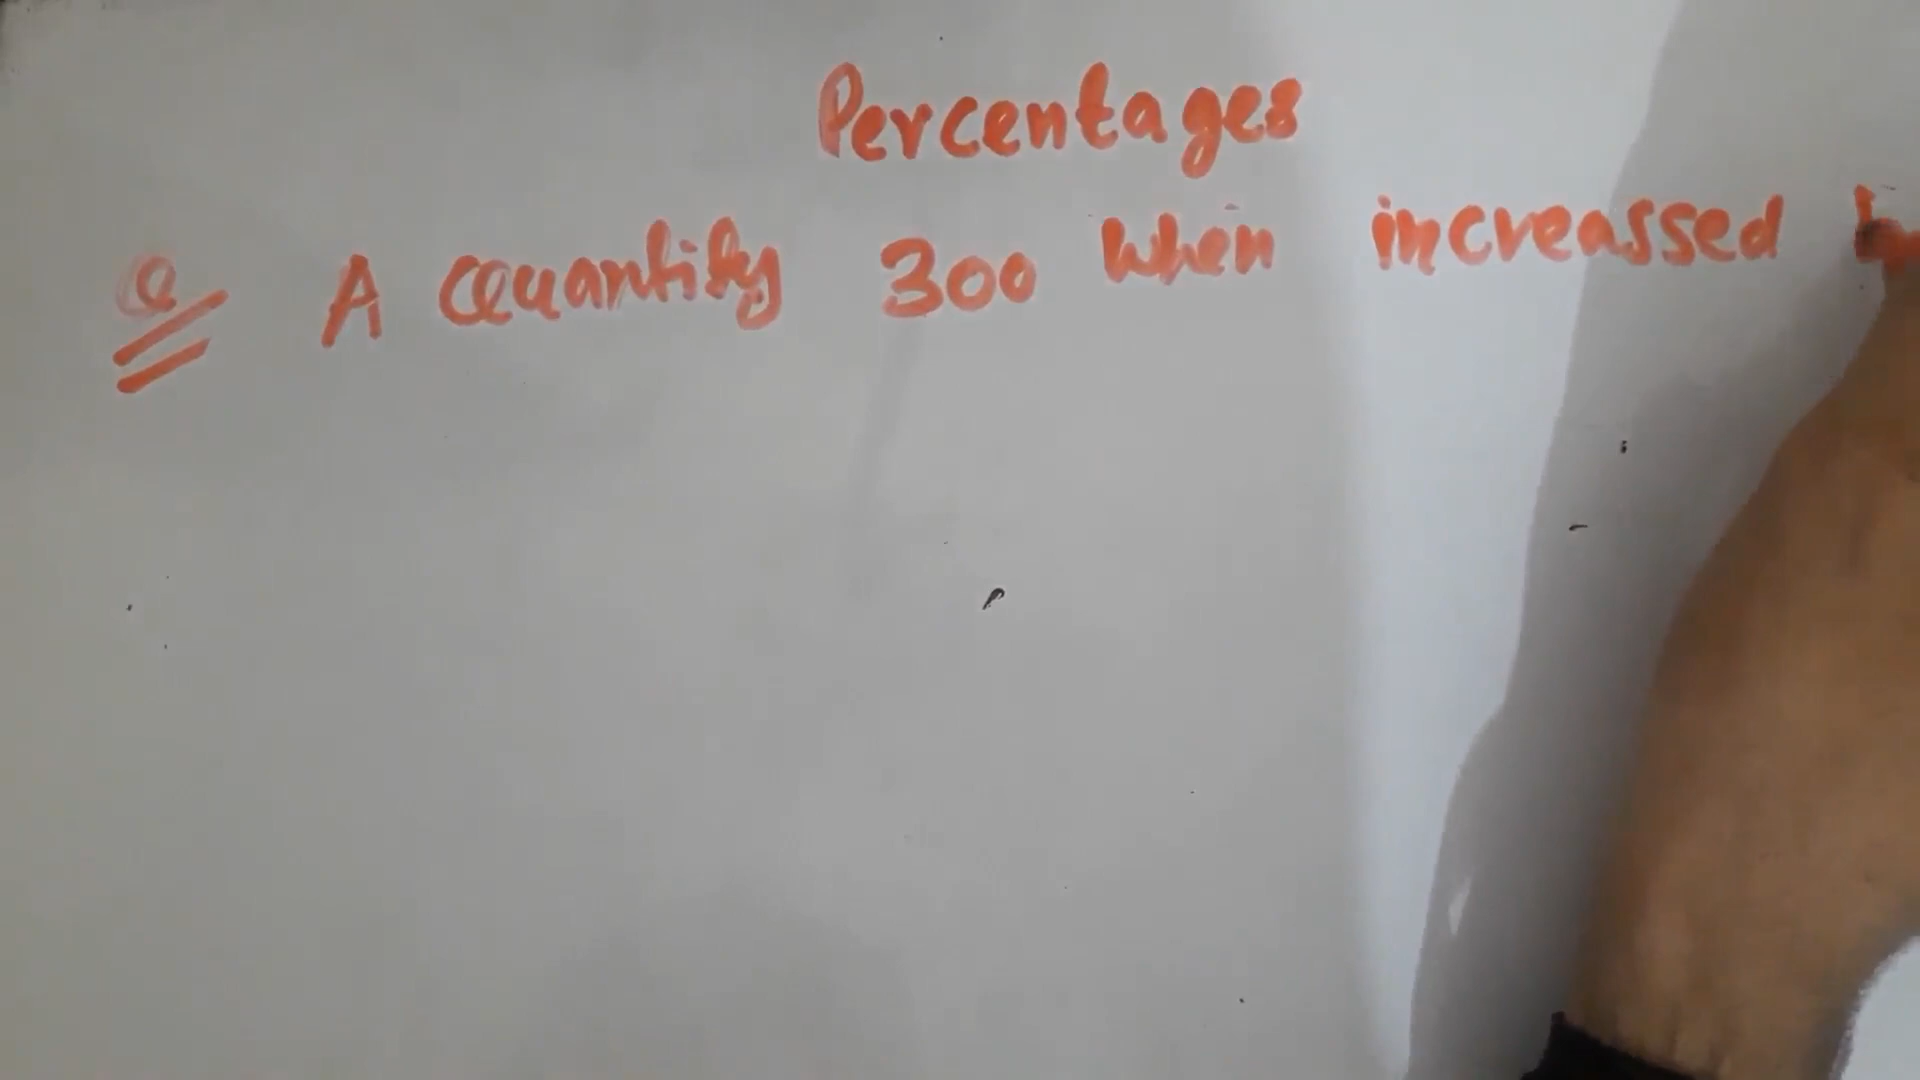 Percentages
Q A Quantity 300 When increassed